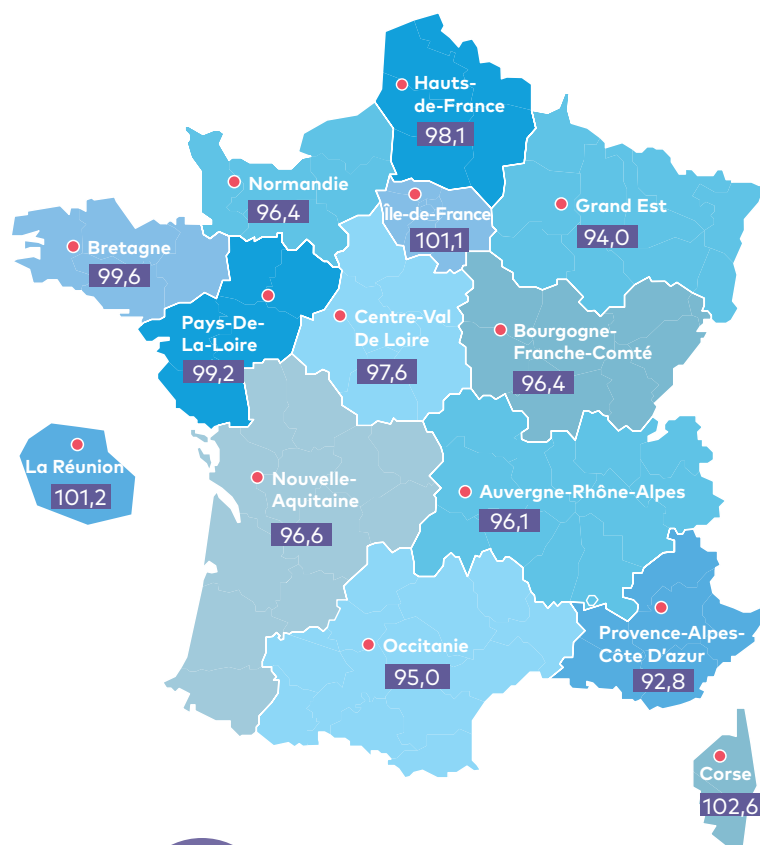 Hauts-
de-France
98,1
Normandie
96,4
Île-de-France
101,1
Grand Est
94,0
Bretagne
99,6
Pays-De-
La-Loire
99,2
Centre-Val
De Loire
97,6
Bourgogne-
Franche-Comté
96,4
La Réunion
101,2
Nouvelle-
Aquitaine
96,6
Auvergne-Rhône-Alpes
96,1
Occitanie
95,0
Provence-Alpes-
Côte D'azur
92,8
Corse
102,6